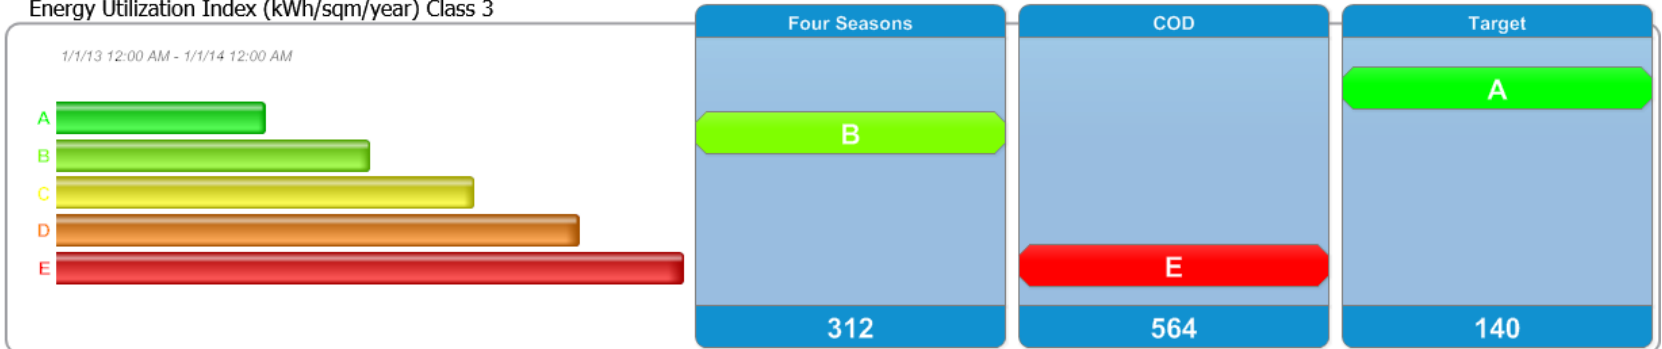 Energy Utilization Index (kWh/sqm/year) Class 3
1/1/13 12:00 AM - 1/1/14 12:00 AM
A
B
C
D
E
Four Seasons
B
312
COD
E
564
Target
A
140